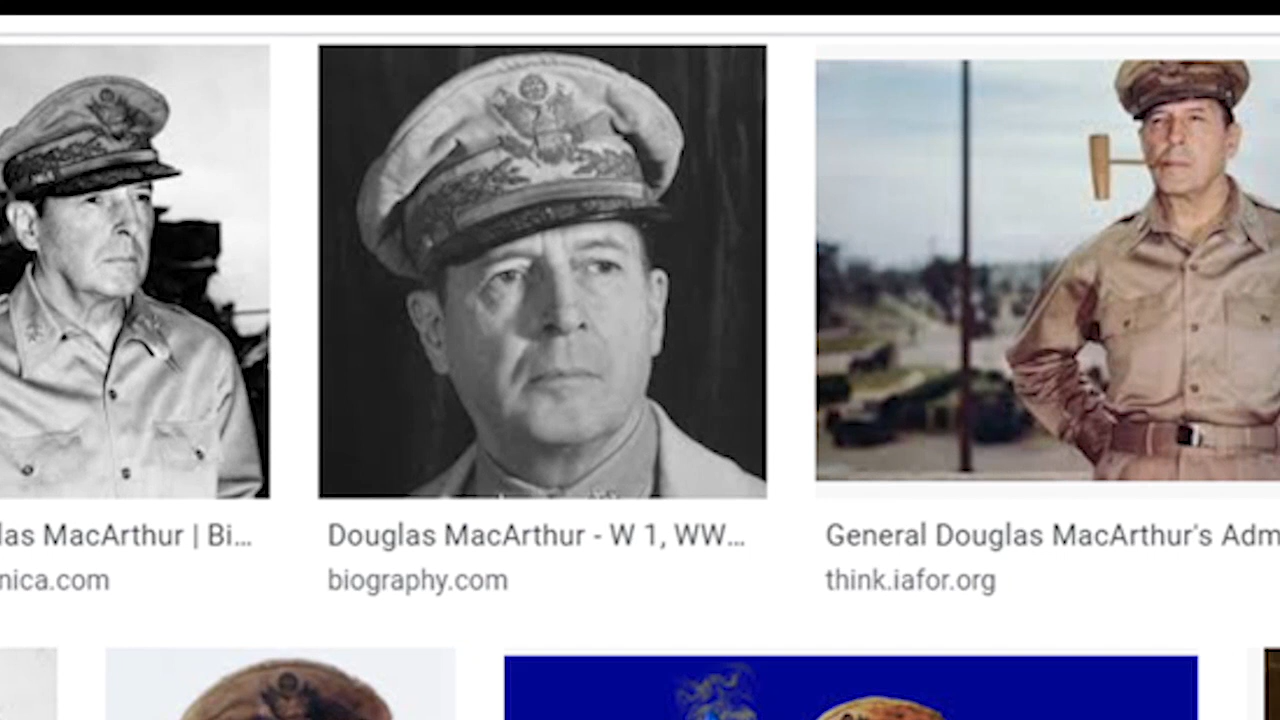 las MacArthur | Bi...
nica.com
Douglas MacArthur - W 1, WW...
biography.com
General Douglas MacArthur's Adm
think.iafor.org